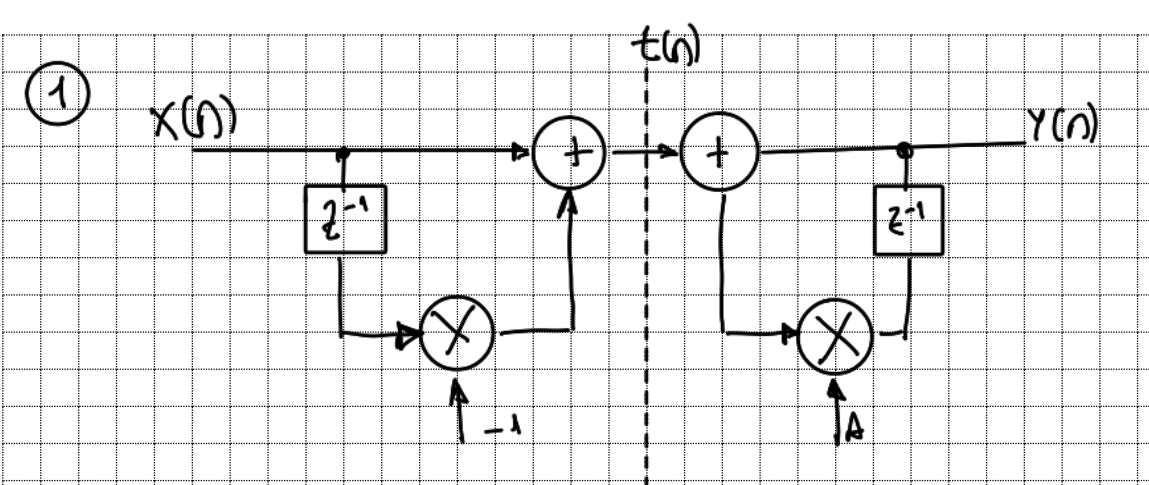 t(n)
1
X(n)
Y(n)
+
+
z⁻¹
z⁻¹
X
X
-1
A